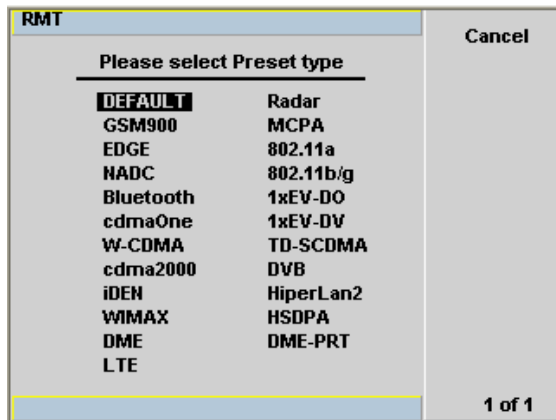 RMT
Cancel
Please select Preset type
DEFAULT Radar
GSM900 MCPA
EDGE 802.11a
NADC 802.11b/g
Bluetooth 1xEV-DO
cdmaOne 1xEV-DV
W-CDMA TD-SCDMA
cdma2000 DVB
iDEN HiperLan2
WIMAX HSDPA
DME DME-PRT
LTE
1 of 1